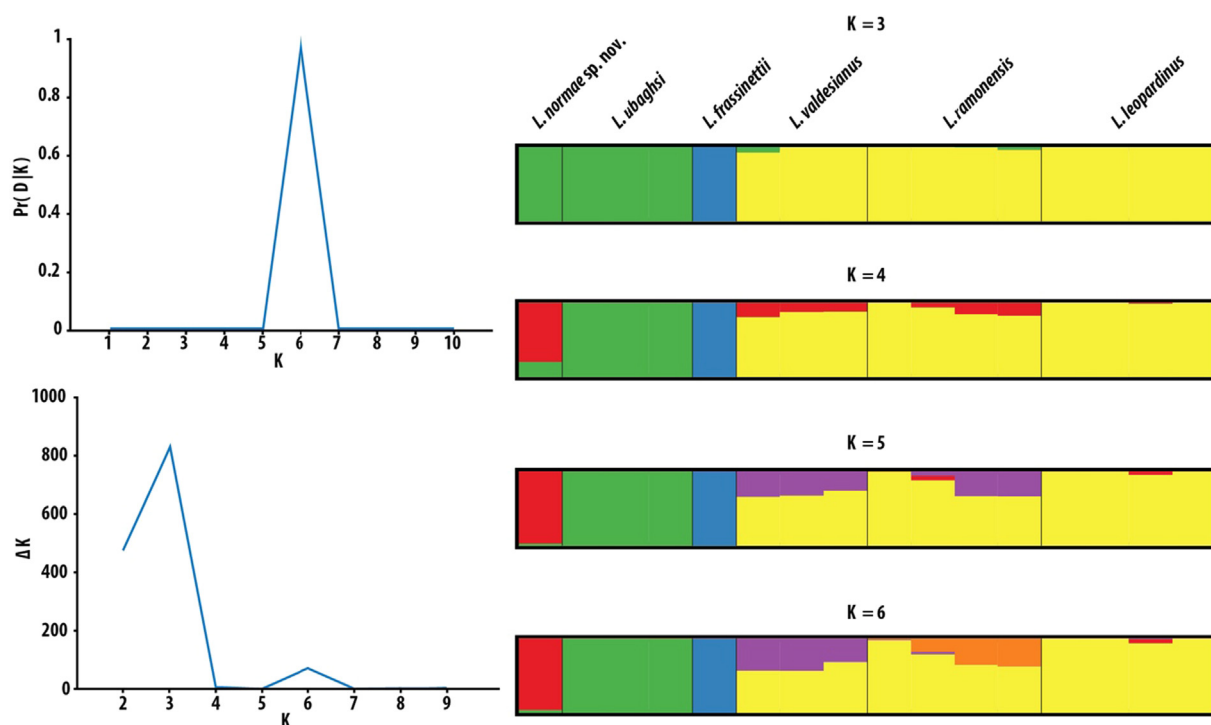 1
0.8
0.6
0.4
0.2
0
Pr( D|K)
1 2 3 4 5 6 7 8 9 10
K
1000
800
600
400
200
0
Δ K
2 3 4 5 6 7 8 9
K
K = 3
L. normae sp. nov.
L. ubaghsi
L. frassinettii
L. valdesianus
L. ramonensis
L. leopardinus
K = 4
K = 5
K = 6